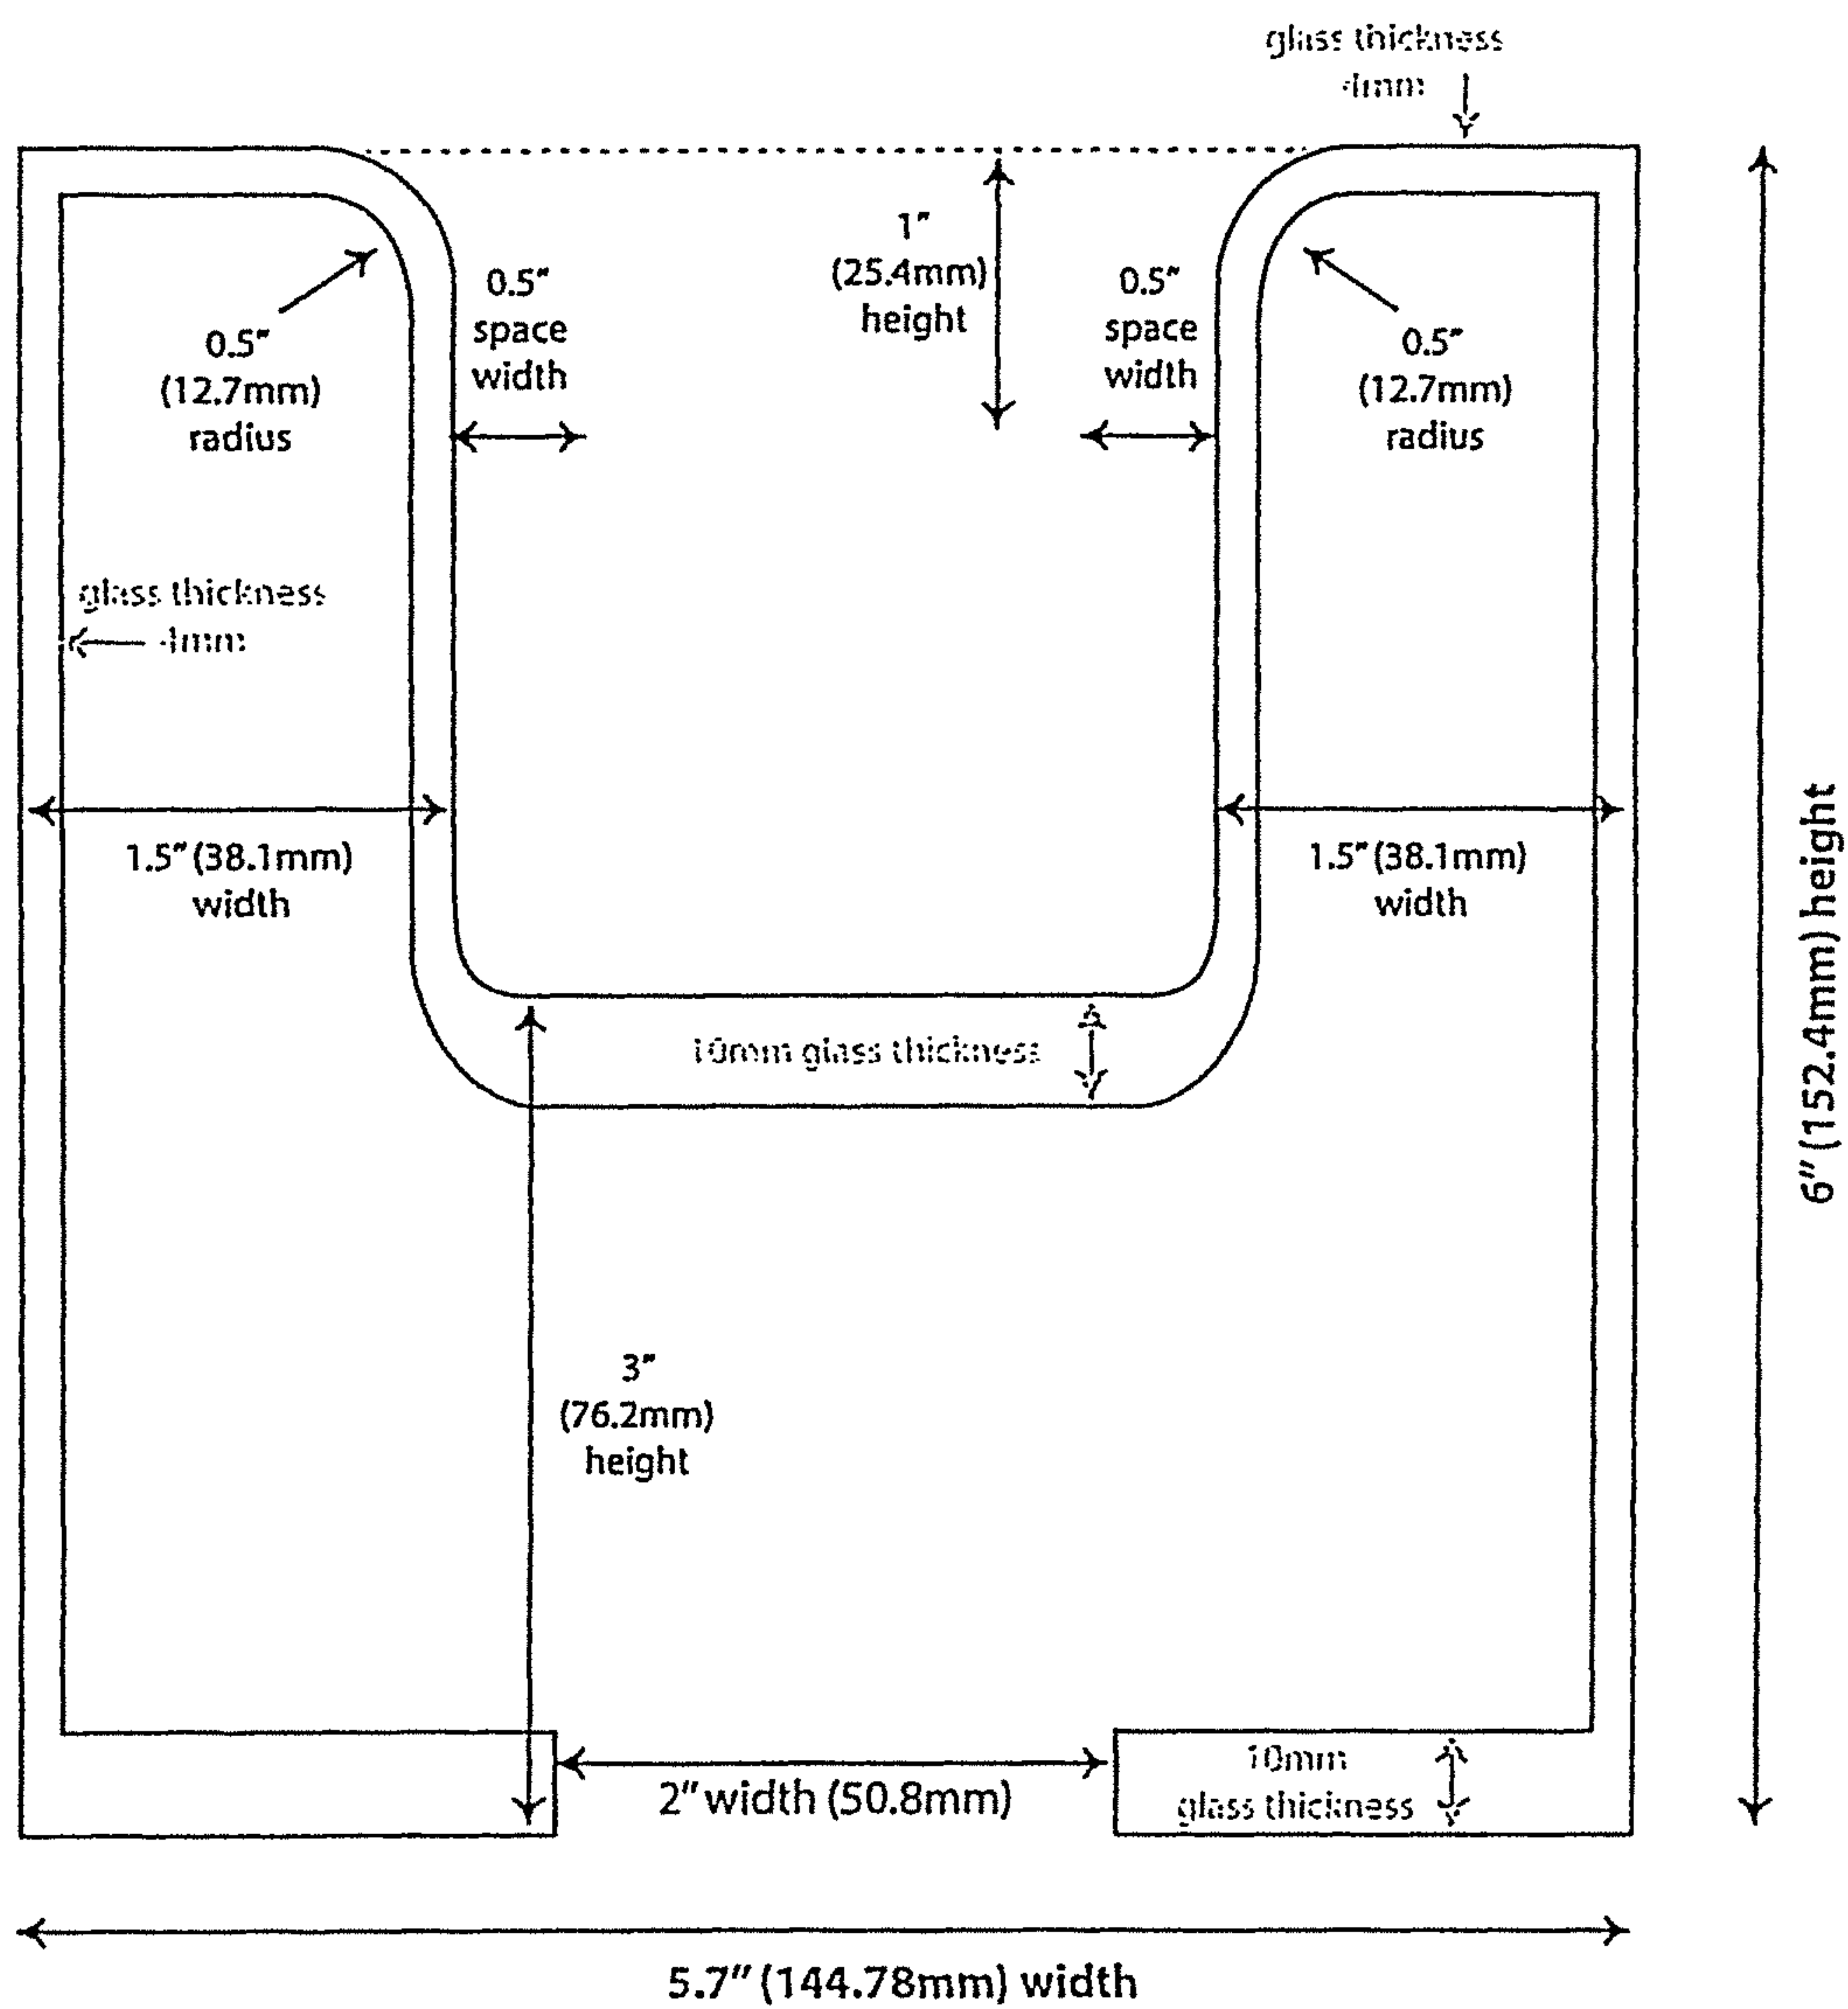 glass thickness
4mm
1"
(25.4mm)
height
0.5"
space
width
0.5"
space
width
0.5"
(12.7mm)
radius
0.5"
(12.7mm)
radius
glass thickness
4mm
1.5" (38.1mm)
width
1.5" (38.1mm)
width
6" (152.4mm) height
10mm glass thickness
3"
(76.2mm)
height
2" width (50.8mm)
10mm
glass thickness
5.7" (144.78mm) width